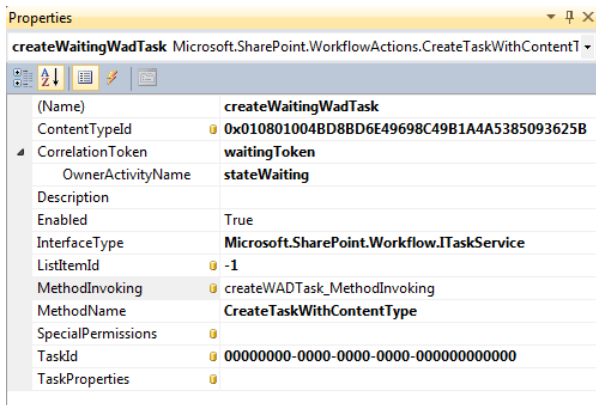 Properties
createWaitingWadTask Microsoft.SharePoint.WorkflowActions.CreateTaskWithContentT
(Name) createWaitingWadTask
ContentTypeId 0x010801004BD8BD6E49698C49B1A4A5385093625B
CorrelationToken waitingToken
OwnerActivityName stateWaiting
Description
Enabled True
InterfaceType Microsoft.SharePoint.Workflow.ITaskService
ListItemId -1
MethodInvoking createWADTask_MethodInvoking
MethodName CreateTaskWithContentType
SpecialPermissions
TaskId 00000000-0000-0000-0000-000000000000
TaskProperties